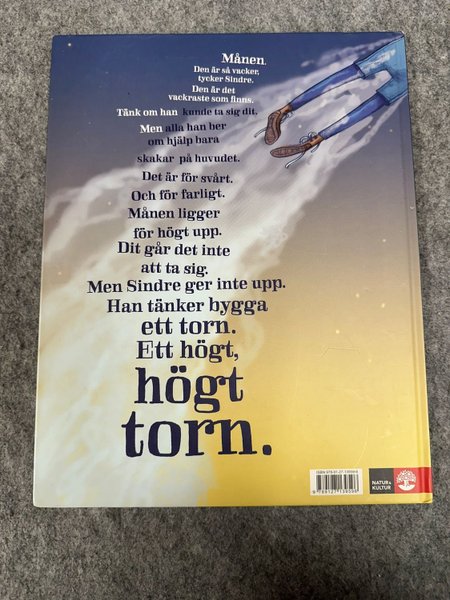 Månen.
Den är så vacker,
tycker Sindre.
Den är det
vackraste som finns.
Tänk om han kunde ta sig dit.
Men alla han ber
om hjälp bara
skakar på huvudet.
Det är för svårt.
Och för farligt.
Månen ligger
för högt upp.
Dit går det inte
att ta sig.
Men Sindre ger inte upp.
Han tänker bygga
ett torn.
Ett högt,
högt
torn.
NATUR &
KULTUR